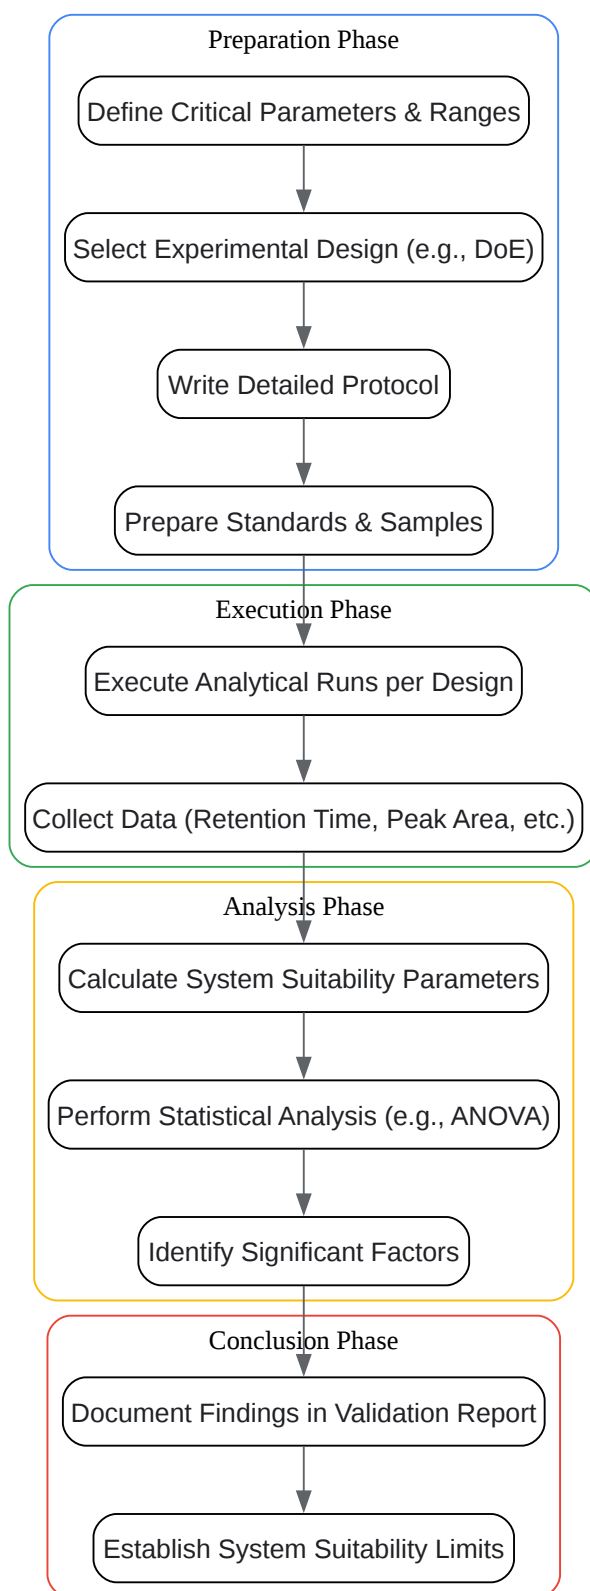 Preparation Phase
Define Critical Parameters & Ranges
Select Experimental Design (e.g., DoE)
Write Detailed Protocol
Prepare Standards & Samples
Execution Phase
Execute Analytical Runs per Design
Collect Data (Retention Time, Peak Area, etc.)
Analysis Phase
Calculate System Suitability Parameters
Perform Statistical Analysis (e.g., ANOVA)
Identify Significant Factors
Conclusion Phase
Document Findings in Validation Report
Establish System Suitability Limits